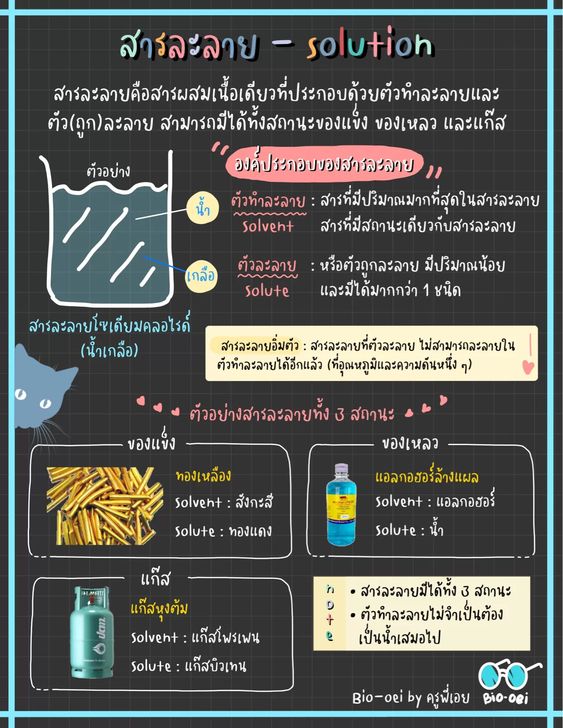 สารละลาย - solution
สารละลายคือสารผสมเนื้อเดียวที่ประกอบด้วยตัวทำละลายและ
ตัว(ถูก)ละลาย สามารถมีได้ทั้งสถานะของแข็ง ของเหลว และแก๊ส
ตัวอย่าง
น้ำ
เกลือ
สารละลายโซเดียมคลอไรด์
(น้ำเกลือ)
"องค์ประกอบของสารละลาย"
ตัวทำละลาย : สารที่มีปริมาณมากที่สุดในสารละลาย
Solvent สารที่มีสถานะเดียวกับสารละลาย
ตัวละลาย : หรือตัวถูกละลาย มีปริมาณน้อย
Solute และมีได้มากกว่า 1 ชนิด
สารละลายอิ่มตัว : สารละลายที่ตัวละลาย ไม่สามารถละลายใน
ตัวทำละลายได้อีกแล้ว (ที่อุณหภูมิและความดันหนึ่ง ๆ)
ตัวอย่างสารละลายทั้ง 3 สถานะ
ของแข็ง
ทองเหลือง
Solvent : สังกะสี
Solute : ทองแดง
ของเหลว
แอลกอฮอร์ล้างแผล
Solvent : แอลกอฮอร์
Solute : น้ำ
แก๊ส
แก๊สหุงต้ม
Solvent : แก๊สโพรเพน
Solute : แก๊สบิวเทน
note
• สารละลายมีได้ทั้ง 3 สถานะ
• ตัวทำละลายไม่จำเป็นต้อง
เป็นน้ำเสมอไป
Bio-oei by ครูพี่เอย
Bio-oei